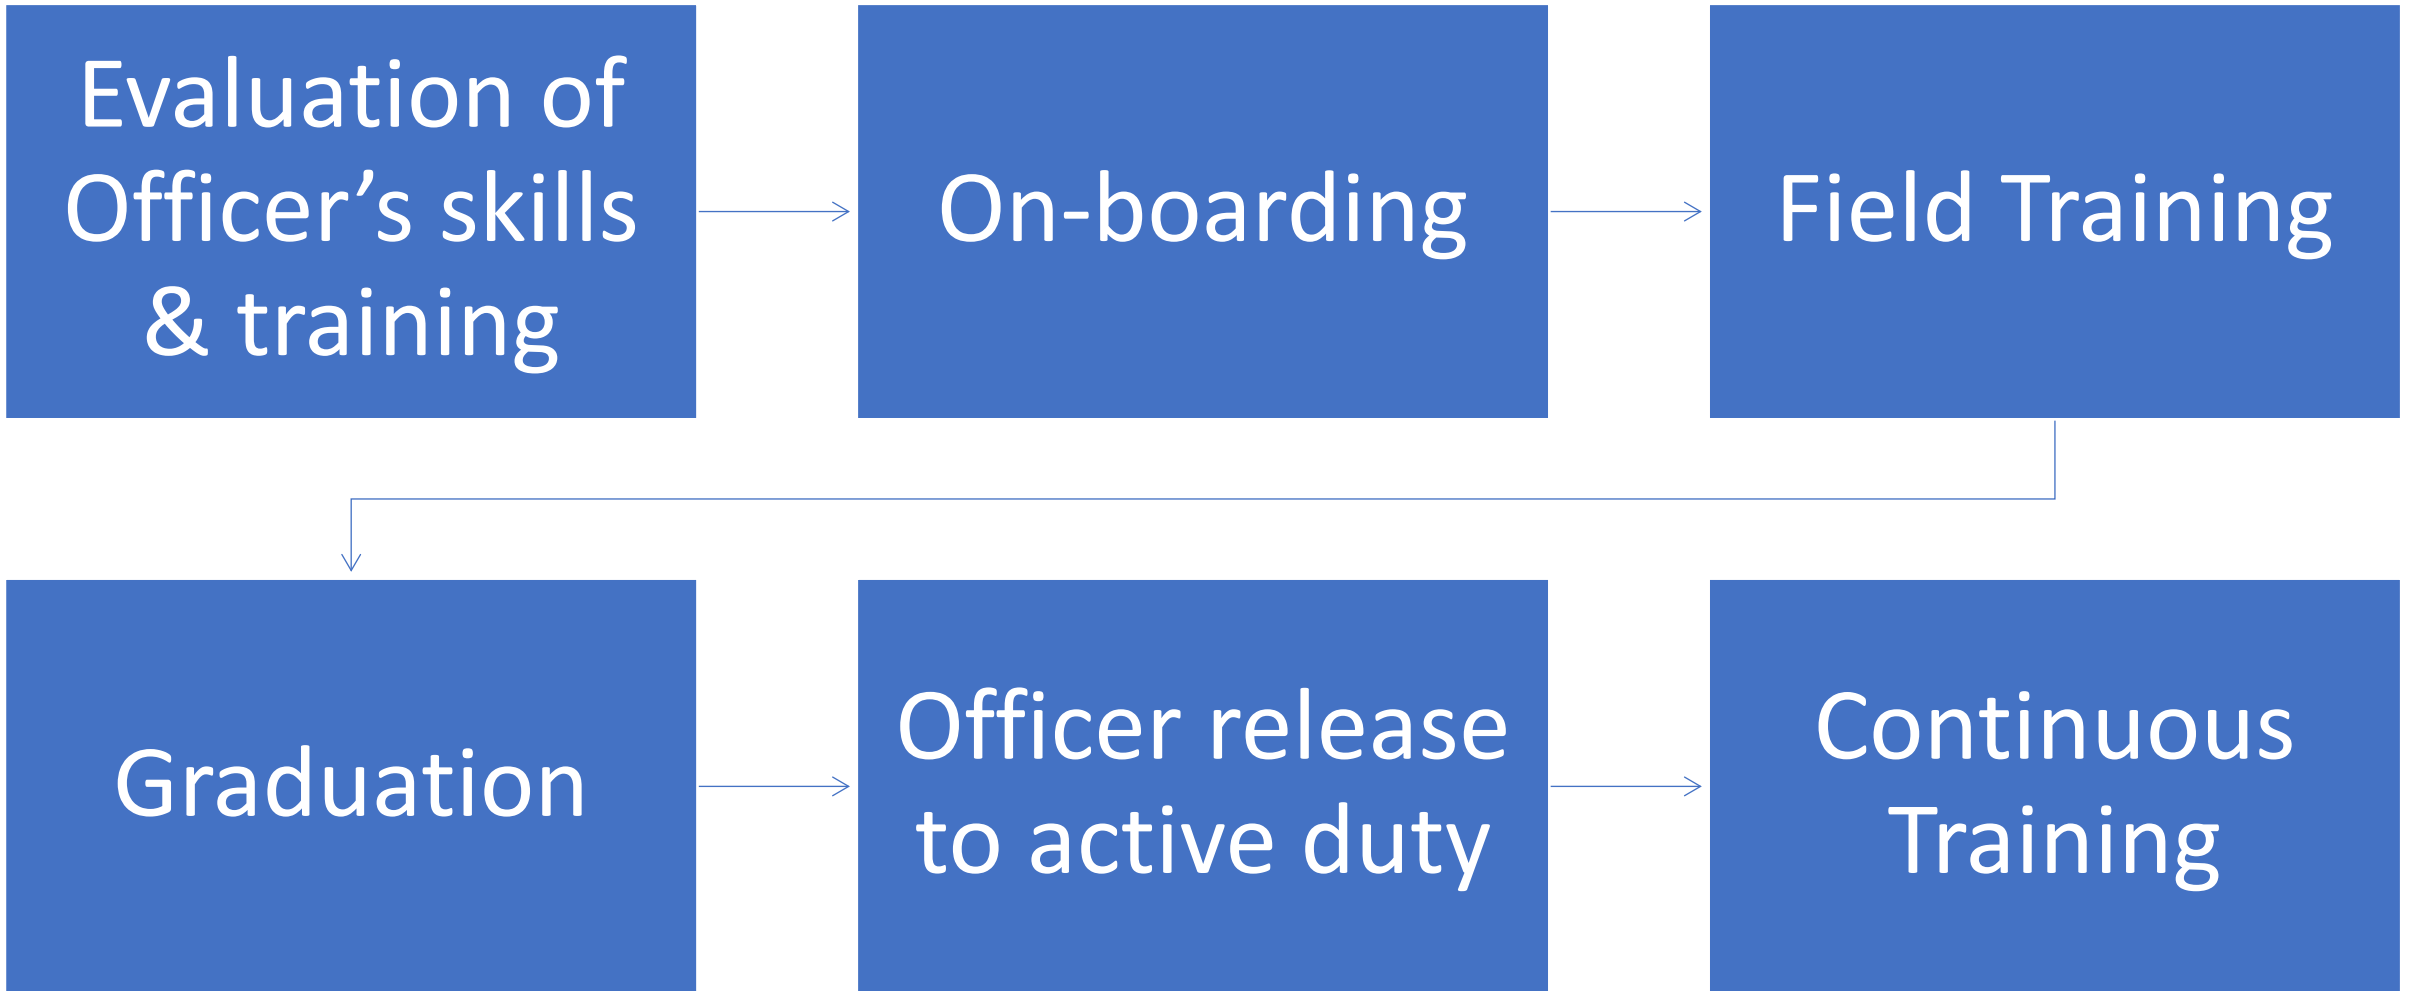 Evaluation of
Officer’s skills
& training
On-boarding
Field Training
Graduation
Officer release
to active duty
Continuous
Training